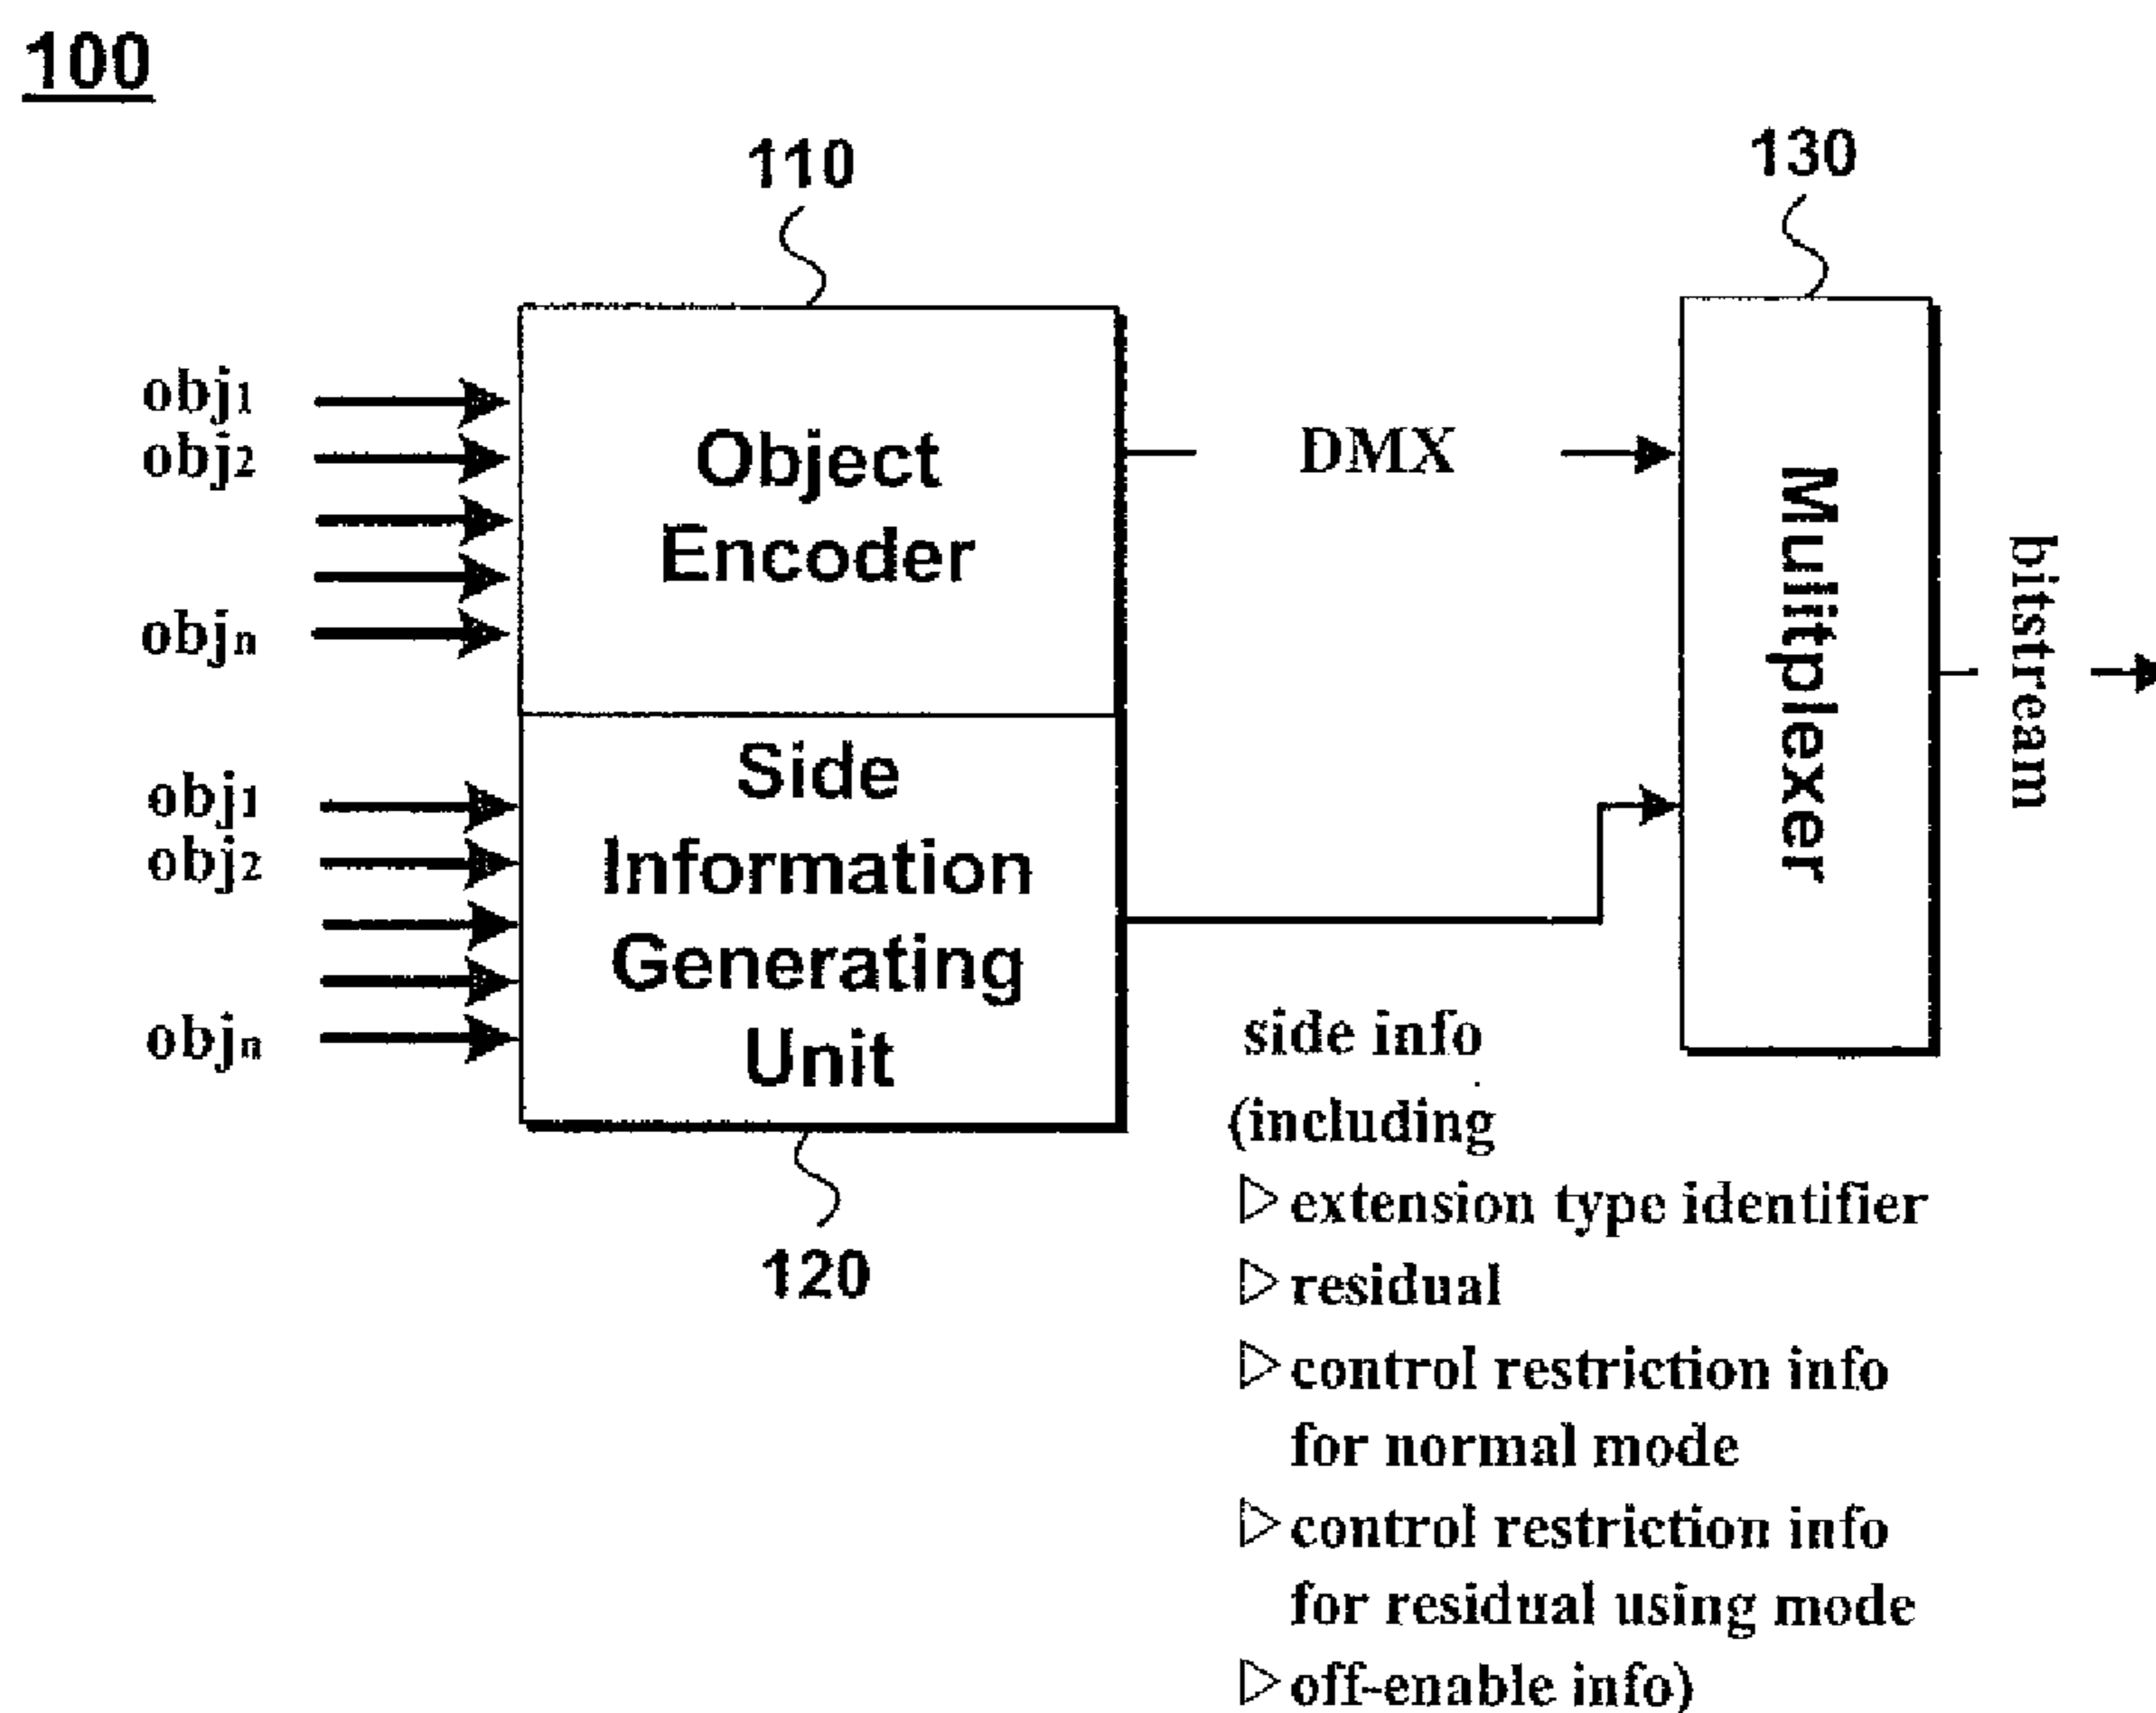 100
110
130
obj1
obj2
objn
Object
Encoder
DMX
Mulitplexer
bitstream
obj1
obj2
objn
Side
Information
Generating
Unit
120
side info
(including
▷extension type identifier
▷residual
▷control restriction info
for normal mode
▷control restriction info
for residual using mode
▷off-enable info)